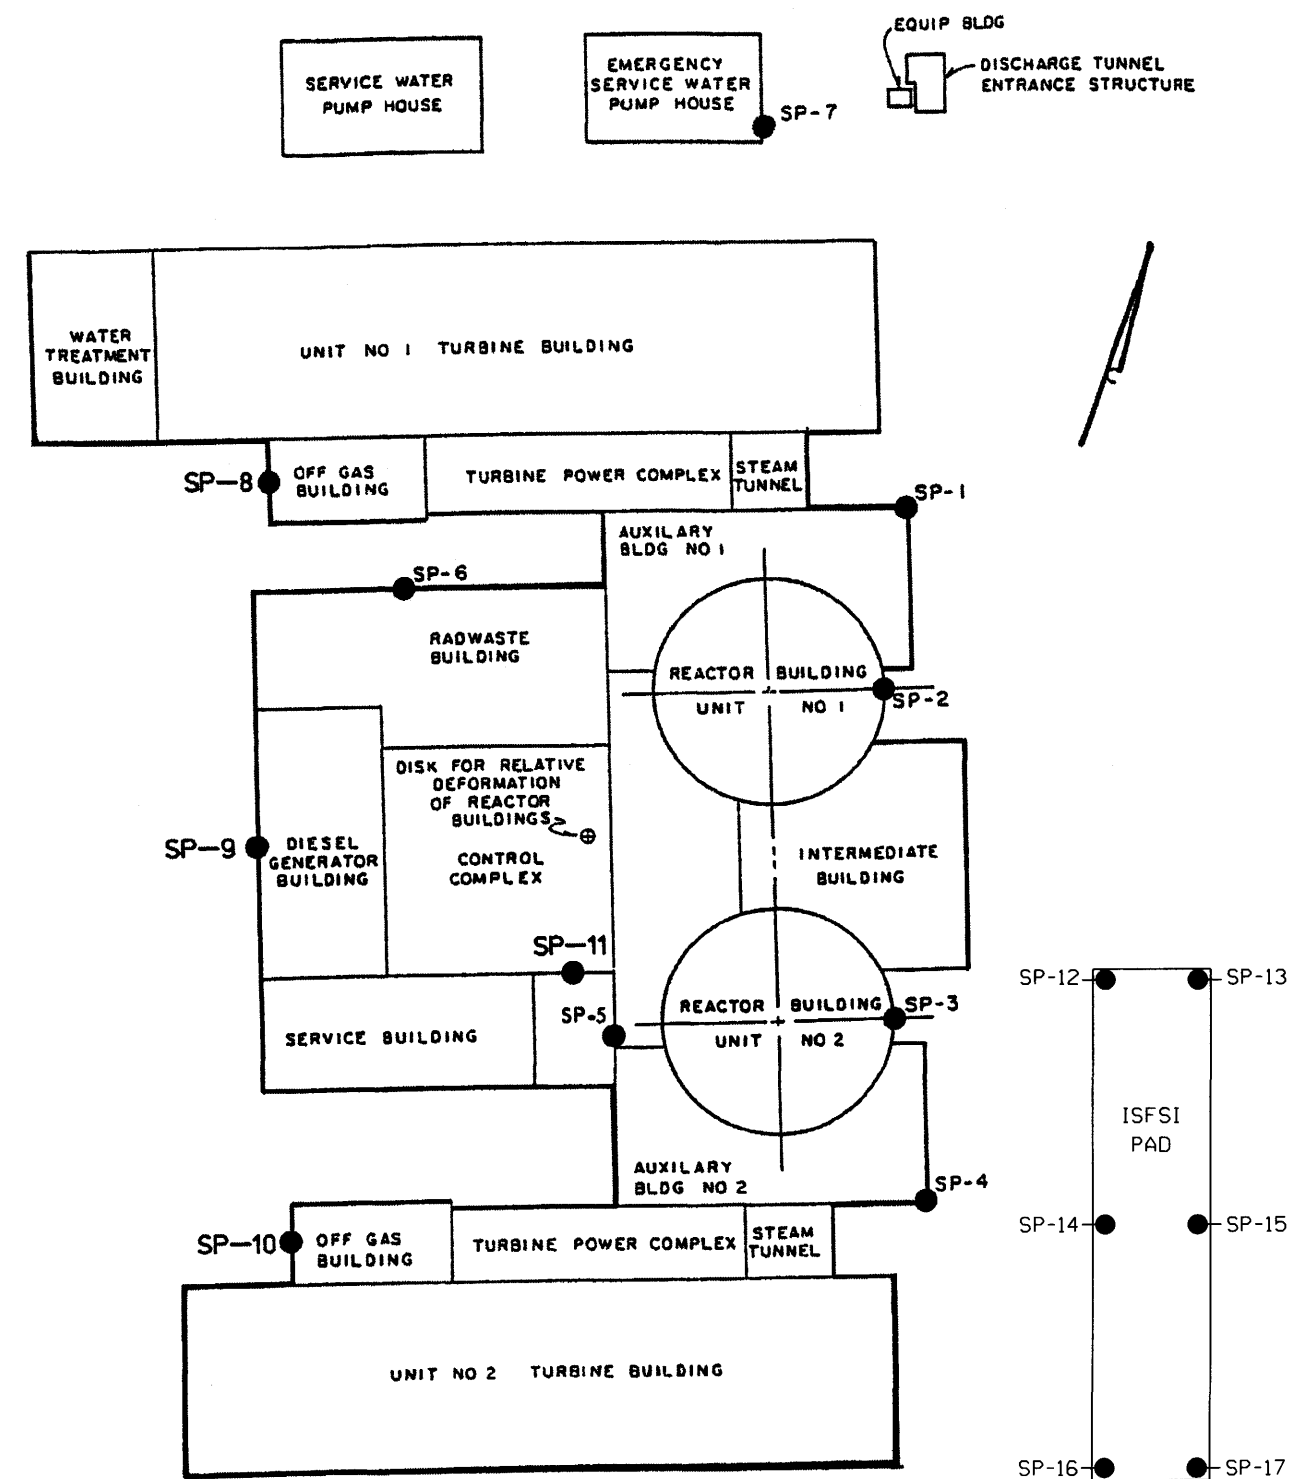 EQUIP BLDG
SERVICE WATER
PUMP HOUSE
EMERGENCY
SERVICE WATER
PUMP HOUSE
SP-7
DISCHARGE TUNNEL
ENTRANCE STRUCTURE
WATER
TREATMENT
BUILDING
UNIT NO 1 TURBINE BUILDING
SP-8
OFF GAS
BUILDING
TURBINE POWER COMPLEX
STEAM
TUNNEL
SP-1
AUXILARY
BLDG NO 1
SP-6
RADWASTE
BUILDING
REACTOR BUILDING
UNIT NO 1
SP-2
DISK FOR RELATIVE
DEFORMATION
OF REACTOR
BUILDINGS
SP-9
DIESEL
GENERATOR
BUILDING
CONTROL
COMPLEX
INTERMEDIATE
BUILDING
SP-11
SP-5
SERVICE BUILDING
REACTOR BUILDING
UNIT NO 2
SP-3
SP-12
SP-13
ISFSI
PAD
AUXILARY
BLDG NO 2
SP-4
SP-14
SP-15
SP-10
OFF GAS
BUILDING
TURBINE POWER COMPLEX
STEAM
TUNNEL
UNIT NO 2 TURBINE BUILDING
SP-16
SP-17